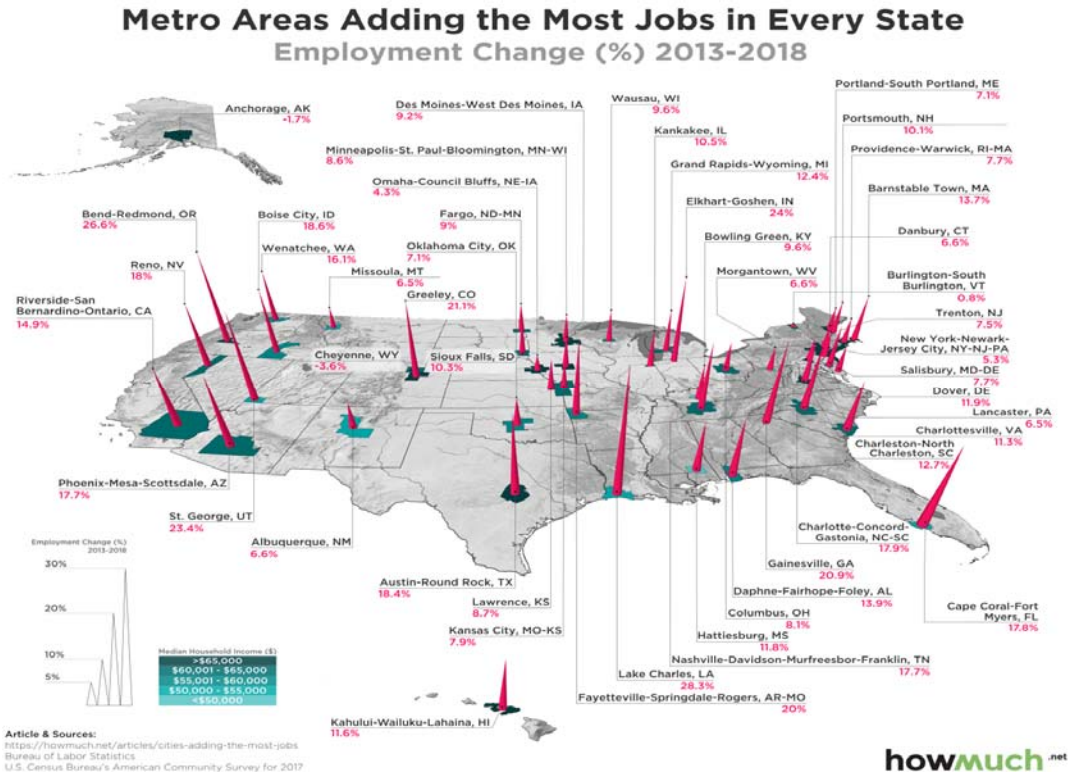 Metro Areas Adding the Most Jobs in Every State
Employment Change (%) 2013-2018
Portland-South Portland, ME
7.1%
Anchorage, AK
-1.7%
Des Moines-West Des Moines, IA
9.2%
Wausau, WI
9.6%
Portsmouth, NH
10.1%
Kankakee, IL
10.5%
Minneapolis-St. Paul-Bloomington, MN-WI
8.6%
Providence-Warwick, RI-MA
7.7%
Grand Rapids-Wyoming, MI
12.4%
Omaha-Council Bluffs, NE-IA
4.3%
Barnstable Town, MA
13.7%
Elkhart-Goshen, IN
24%
Bend-Redmond, OR
26.6%
Boise City, ID
18.6%
Fargo, ND-MN
9%
Danbury, CT
6.6%
Bowling Green, KY
9.6%
Wenatchee, WA
16.1%
Oklahoma City, OK
7.1%
Reno, NV
18%
Missoula, MT
6.5%
Morgantown, WV
6.6%
Burlington-South
Burlington, VT
0.8%
Greeley, CO
21.1%
Riverside-San
Bernardino-Ontario, CA
14.9%
Trenton, NJ
7.5%
New York-Newark-
Jersey City, NY-NJ-PA
5.3%
Cheyenne, WY
-3.6%
Sioux Falls, SD
10.3%
Salisbury, MD-DE
7.7%
Dover, DE
11.9%
Lancaster, PA
6.5%
Charlottesville, VA
11.3%
Charleston-North
Charleston, SC
12.7%
Phoenix-Mesa-Scottsdale, AZ
17.7%
St. George, UT
23.4%
Albuquerque, NM
6.6%
Charlotte-Concord-
Gastonia, NC-SC
17.9%
Gainesville, GA
20.9%
Austin-Round Rock, TX
18.4%
Daphne-Fairhope-Foley, AL
13.9%
Lawrence, KS
8.7%
Columbus, OH
8.1%
Cape Coral-Fort
Myers, FL
17.8%
Kansas City, MO-KS
7.9%
Hattiesburg, MS
11.8%
Nashville-Davidson-Murfreesbor-Franklin, TN
17.7%
Lake Charles, LA
28.3%
Fayetteville-Springdale-Rogers, AR-MO
20%
Kahului-Wailuku-Lahaina, HI
11.6%
Employment Change (%)
2013-2018
30%
20%
10%
5%
Median Household Income ($)
>$65,000
$60,001 - $65,000
$55,001 - $60,000
$50,000 - $55,000
<$50,000
Article & Sources:
https://howmuch.net/articles/cities-adding-the-most-jobs
Bureau of Labor Statistics
U.S. Census Bureau's American Community Survey for 2017
howmuch.net